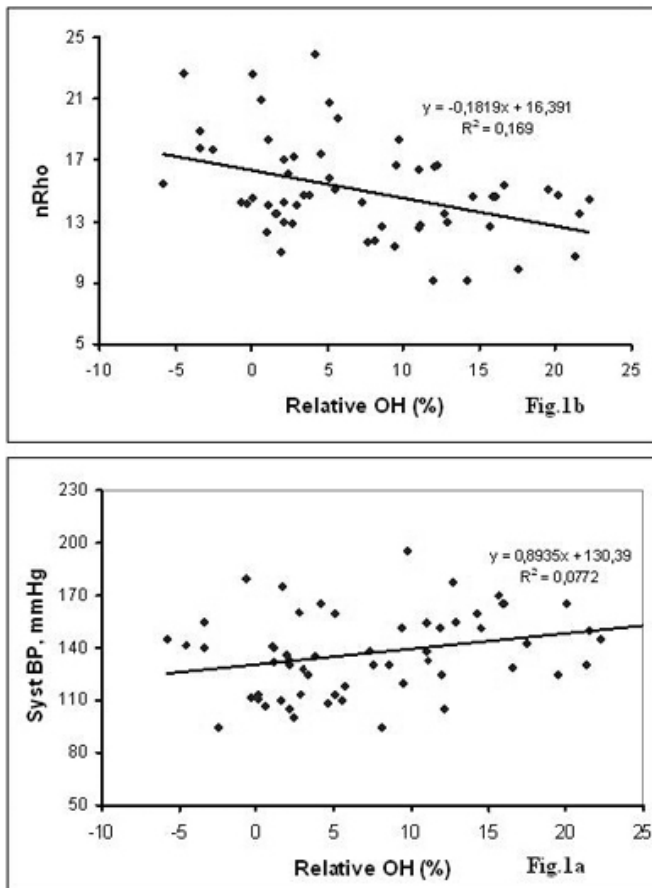 25
21
17
13
9
5
nRho
y = -0,1819x + 16,391
R² = 0,169
-10 -5 0 5 10 15 20 25
Relative OH (%) Fig.1b
230
200
170
140
110
80
50
Syst BP, mmHg
y = 0,8935x + 130,39
R² = 0,0772
-10 -5 0 5 10 15 20 25
Relative OH (%) Fig.1a